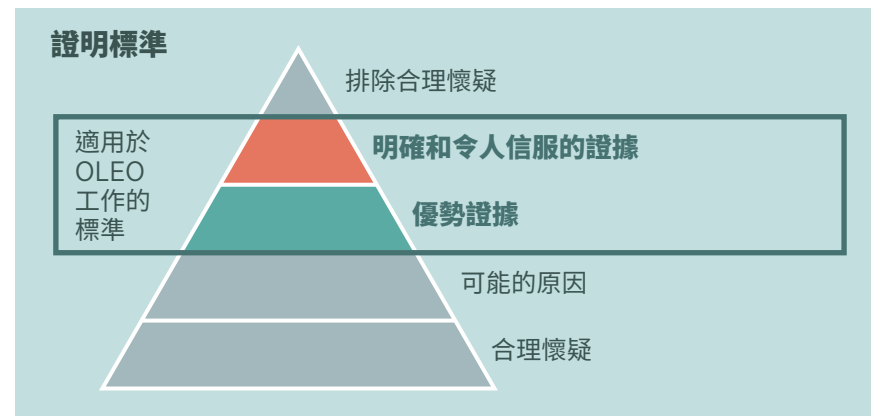 證明標準
排除合理懷疑
適用於
OLEO
工作的
標準
明確和令人信服的證據
優勢證據
可能的原因
合理懷疑